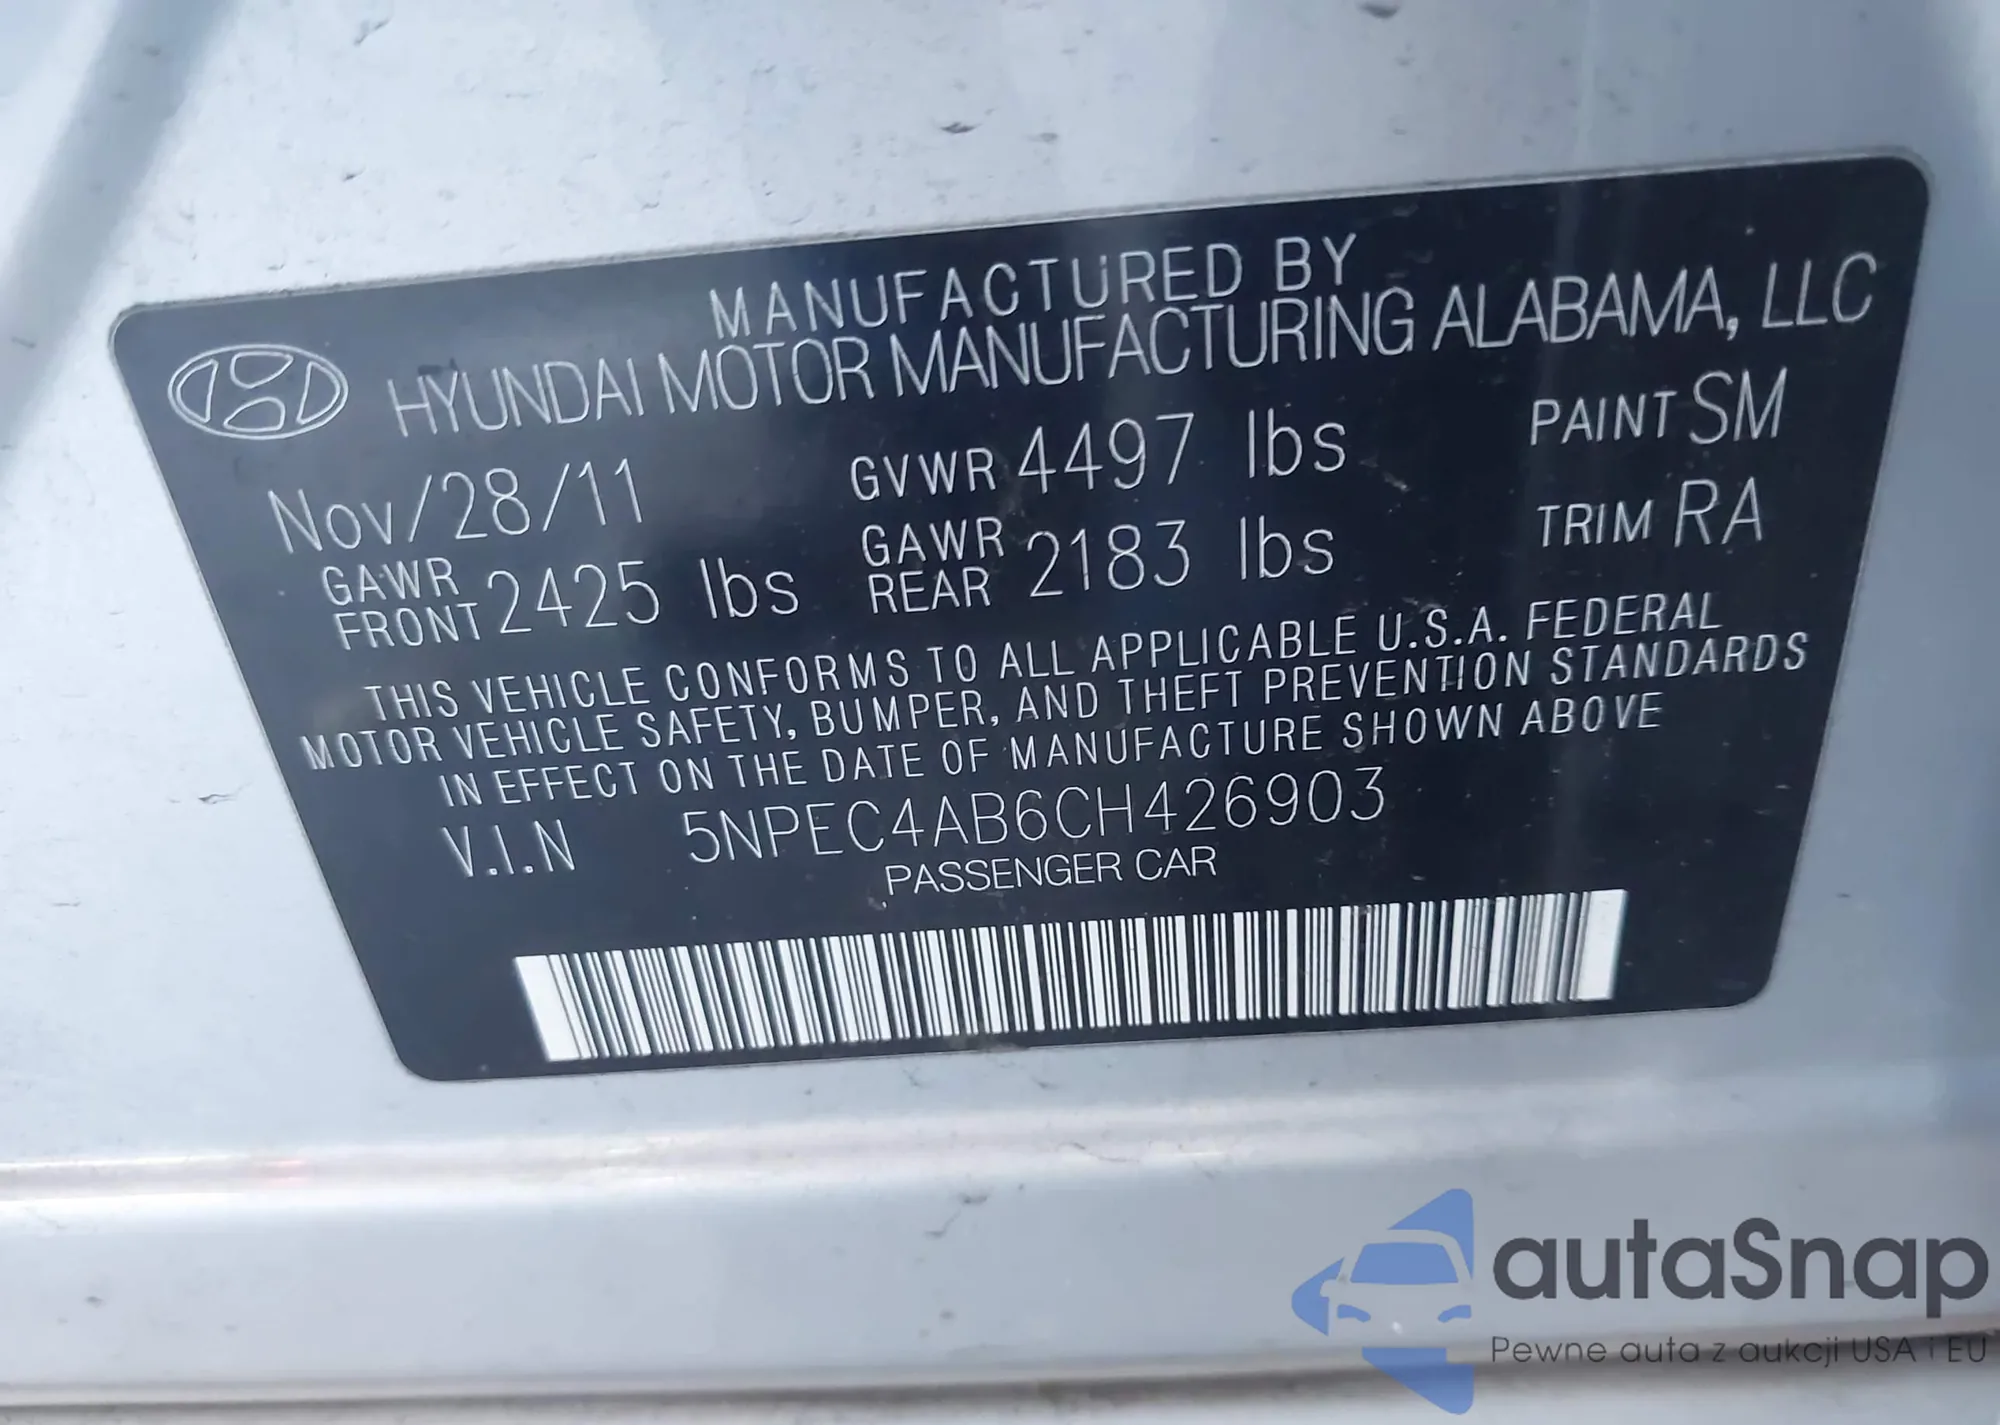 MANUFACTURED BY
HYUNDAI MOTOR MANUFACTURING ALABAMA, LLC
Nov/28/11 GVWR 4497 lbs PAINT SM
GAWR FRONT 2425 lbs GAWR REAR 2183 lbs TRIM RA
THIS VEHICLE CONFORMS TO ALL APPLICABLE U.S.A. FEDERAL
MOTOR VEHICLE SAFETY, BUMPER, AND THEFT PREVENTION STANDARDS
IN EFFECT ON THE DATE OF MANUFACTURE SHOWN ABOVE
V.I.N 5NPEC4AB6CH426903
PASSENGER CAR
autaSnap
Pewne auta z aukcji USA i EU